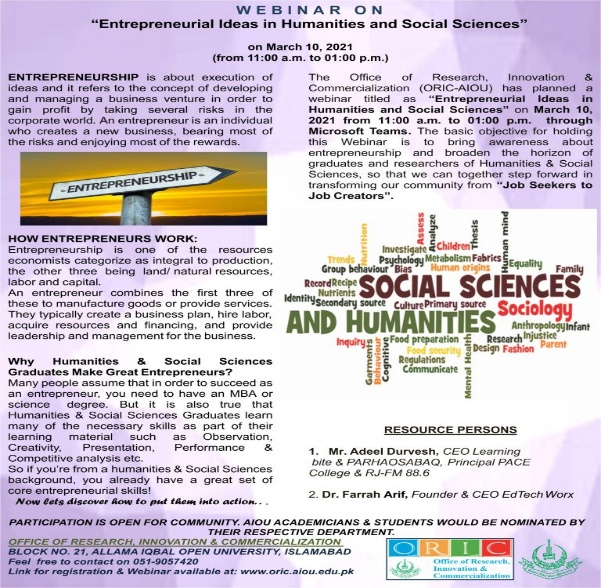 WEBINAR ON
“Entrepreneurial Ideas in Humanities and Social Sciences”
on March 10, 2021
(from 11:00 a.m. to 01:00 p.m.)
ENTREPRENEURSHIP is about execution of
ideas and it refers to the concept of developing
and managing a business venture in order to
gain profit by taking several risks in the
corporate world. An entrepreneur is an individual
who creates a new business, bearing most of
the risks and enjoying most of the rewards.
ENTREPRENEURSHIP
HOW ENTREPRENEURS WORK:
Entrepreneurship is one of the resources
economists categorize as integral to production,
the other three being land/ natural resources,
labor and capital.
An entrepreneur combines the first three of
these to manufacture goods or provide services.
They typically create a business plan, hire labor,
acquire resources and financing, and provide
leadership and management for the business.
Why Humanities & Social Sciences
Graduates Make Great Entrepreneurs?
Many people assume that in order to succeed as
an entrepreneur, you need to have an MBA or
science degree. But it is also true that
Humanities & Social Sciences Graduates learn
many of the necessary skills as part of their
learning material such as Observation,
Creativity, Presentation, Performance &
Competitive analysis etc.
So if you're from a humanities & Social Sciences
background, you already have a great set of
core entrepreneurial skills!
Now lets discover how to put them into action. . .
The Office of Research, Innovation &
Commercialization (ORIC-AIOU) has planned a
webinar titled as “Entrepreneurial Ideas in
Humanities and Social Sciences” on March 10,
2021 from 11:00 a.m. to 01:00 p.m. through
Microsoft Teams. The basic objective for holding
this Webinar is to bring awareness about
entrepreneurship and broaden the horizon of
graduates and researchers of Humanities & Social
Sciences, so that we can together step forward in
transforming our community from “Job Seekers to
Job Creators”.
Nutrition
Assess
Analyze
Thesis
Human mind
Investigate
Children
Trends
Psychology
Metabolism
Fabrics
Equality
Group behaviour
Bias
Human origins
Family
Record
Recipe
SOCIAL SCIENCES
Nutrients
Identity
Secondary source
Culture
Primary source
Sociology
AND HUMANITIES
Anthropology
Infant
Inquiry
Garments
Behaviour
Cognitive
Food preparation
Mental Health
Research
Injustice
Food security
Design
Fashion
Parent
Regulations
Communicate
RESOURCE PERSONS
1. Mr. Adeel Durvesh, CEO Learning
bite & PARHAOSABAQ, Principal PACE
College & RJ-FM 88.6
2. Dr. Farrah Arif, Founder & CEO EdTech Worx
PARTICIPATION IS OPEN FOR COMMUNITY. AIOU ACADEMICIANS & STUDENTS WOULD BE NOMINATED BY
THEIR RESPECTIVE DEPARTMENT.
OFFICE OF RESEARCH, INNOVATION & COMMERCIALIZATION
BLOCK NO. 21, ALLAMA IQBAL OPEN UNIVERSITY, ISLAMABAD
Feel free to contact on 051-9057420
Link for registration & Webinar available at: www.oric.aiou.edu.pk
ORIC
Office of Research,
Innovation &
Commercialization